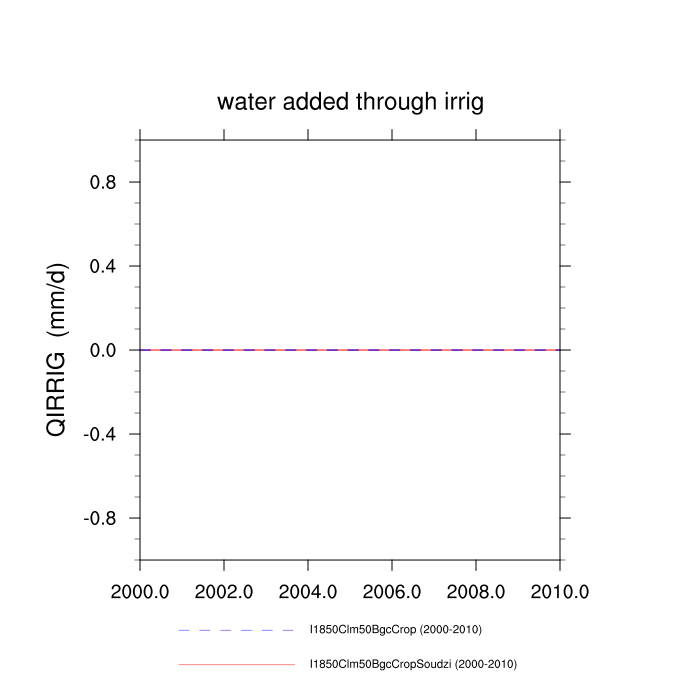 water added through irrig
QIRRIG (mm/d)
0.8
0.4
0.0
-0.4
-0.8
2000.0 2002.0 2004.0 2006.0 2008.0 2010.0
I1850Clm50BgcCrop (2000-2010)
I1850Clm50BgcCropSoudzi (2000-2010)